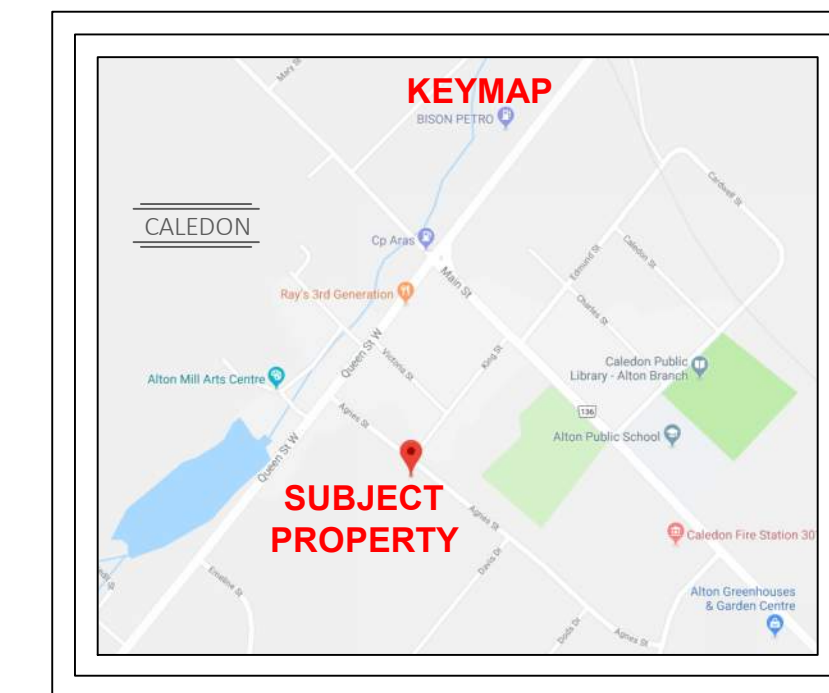 KEYMAP
Mary St
BISON PETRO
CALEDON
Cardwell St
Cp Aras
Edmund St
Caledon St
Main St
Ray's 3rd Generation
Charles St
Queen St W
Victoria St
King St
Caledon Public
Library - Alton Branch
Alton Mill Arts Centre
Agnes St
136
Alton Public School
Queen St W
SUBJECT
PROPERTY
Agnes St
Caledon Fire Station 30
Davis Dr
Emeline St
Alton Greenhouses
& Garden Centre
Dods Dr
Agnes St